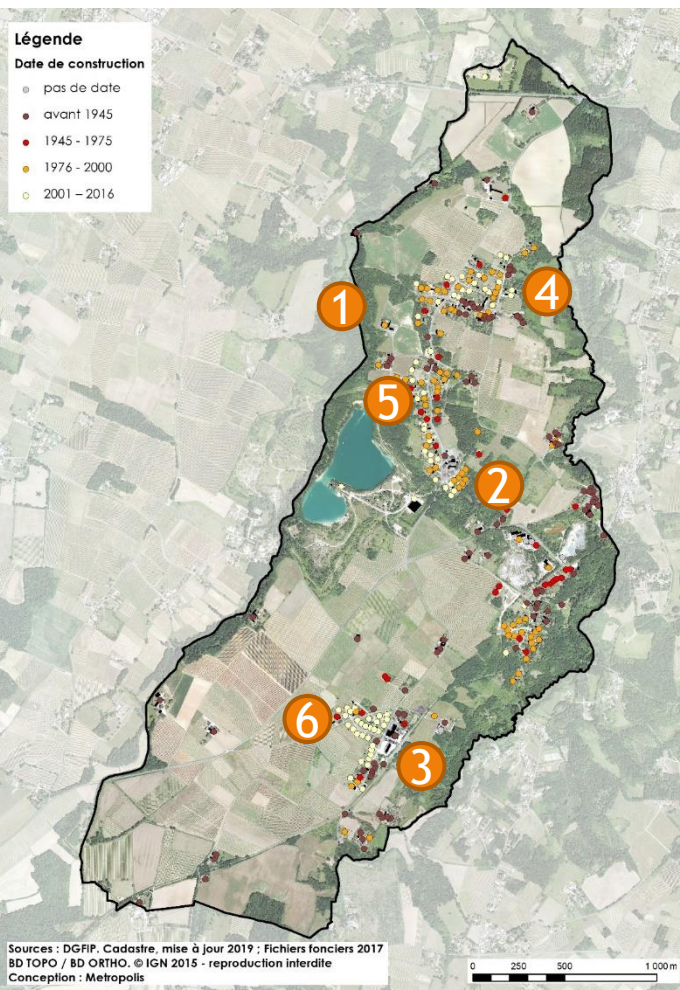 Légende
Date de construction
pas de date
avant 1945
1945 - 1975
1976 - 2000
2001 – 2016
4
1
5
2
6
3
Sources : DGFIP. Cadastre, mise à jour 2019 ; Fichiers fonciers 2017
BD TOPO / BD ORTHO. © IGN 2015 - reproduction interdite
Conception : Metropolis
0 250 500 1 000 m